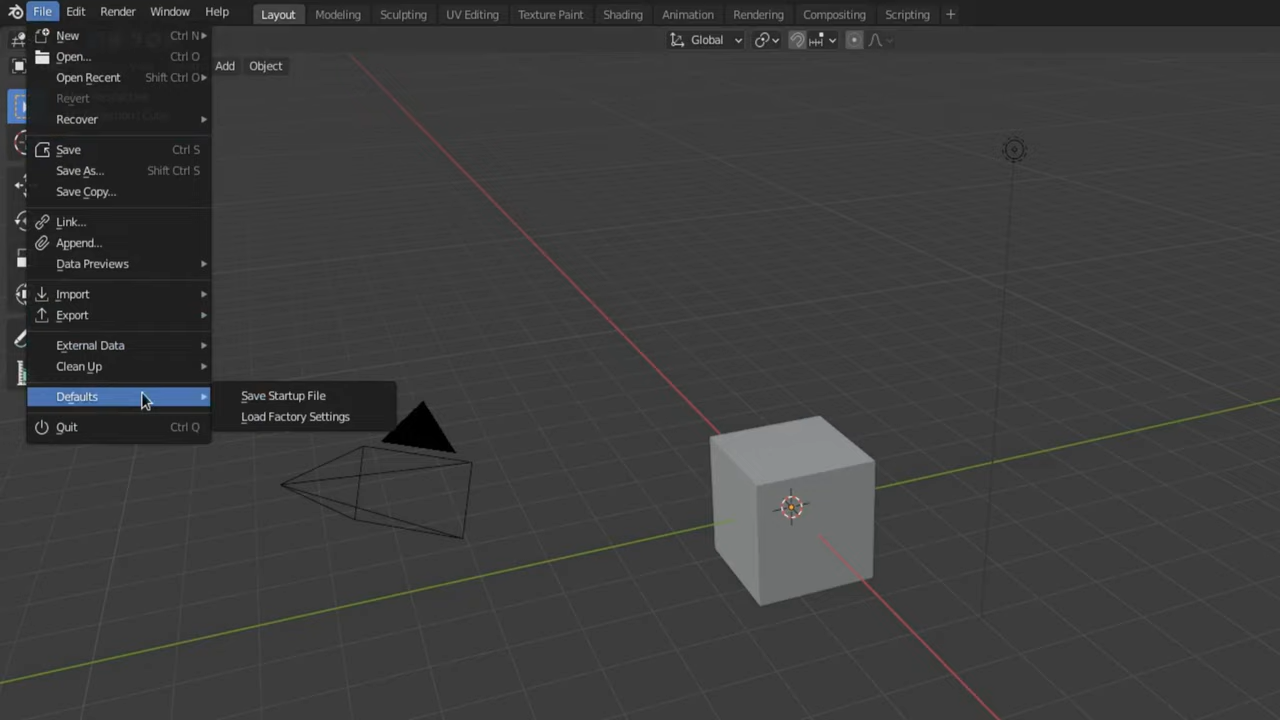 File Edit Render Window Help Layout Modeling Sculpting UV Editing Texture Paint Shading Animation Rendering Compositing Scripting +
Global
Add Object
New Ctrl N
Open... Ctrl O
Open Recent Shift Ctrl O
Revert
Recover
Save Ctrl S
Save As... Shift Ctrl S
Save Copy...
Link...
Append...
Data Previews
Import
Export
External Data
Clean Up
Defaults
Save Startup File
Load Factory Settings
Quit Ctrl Q